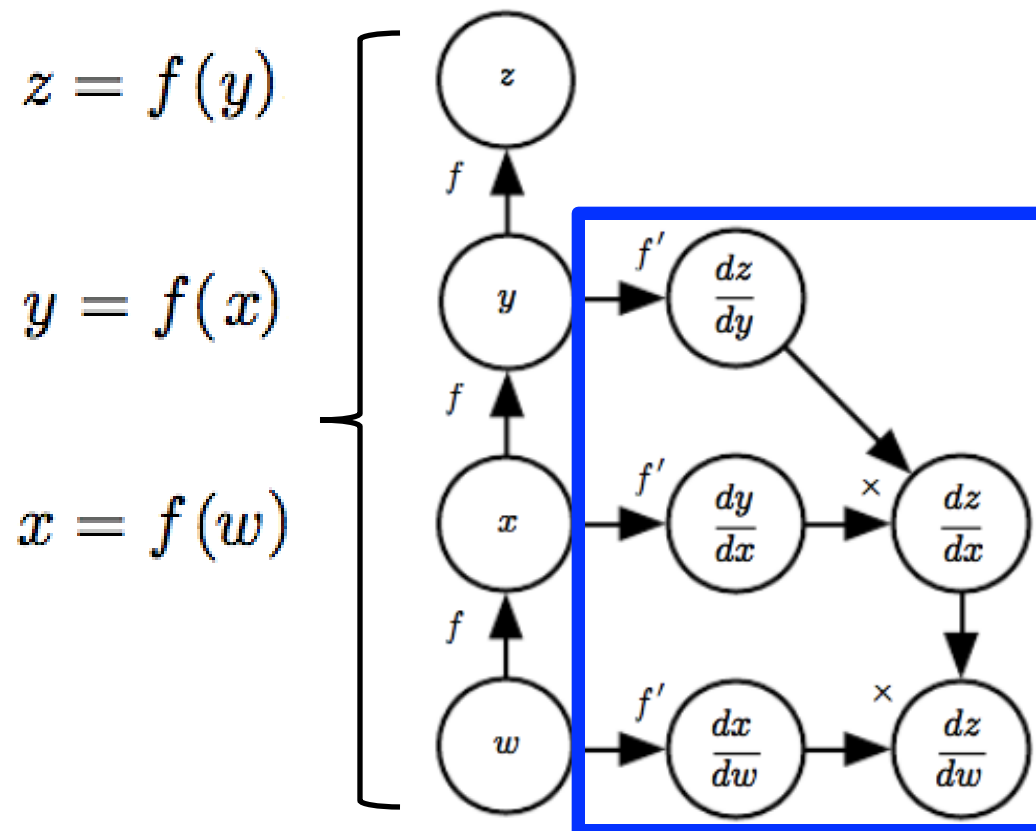 z = f(y)
y = f(x)
x = f(w)
z
f
y
f' dz/dy
f
x
f' dy/dx × dz/dx
f
w
f' dx/dw × dz/dw